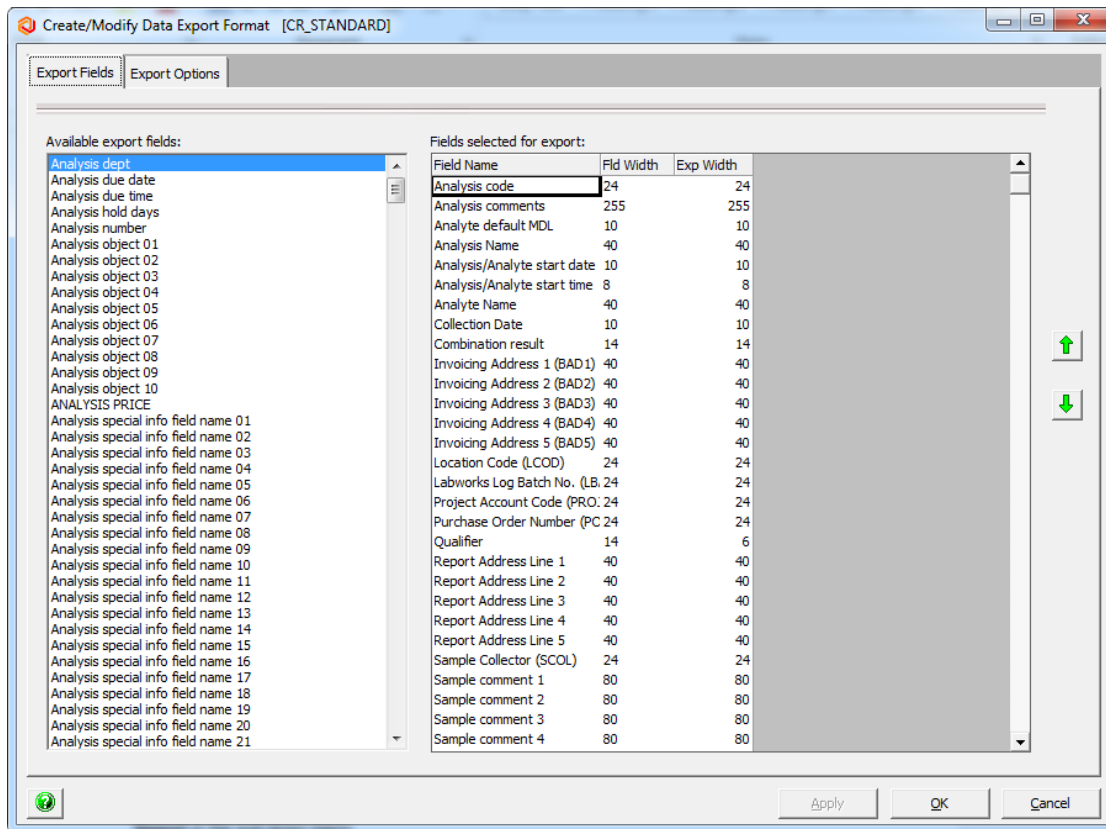 Create/Modify Data Export Format [CR_STANDARD]
Export Fields Export Options
Available export fields:
Analysis dept
Analysis due date
Analysis due time
Analysis hold days
Analysis number
Analysis object 01
Analysis object 02
Analysis object 03
Analysis object 04
Analysis object 05
Analysis object 06
Analysis object 07
Analysis object 08
Analysis object 09
Analysis object 10
ANALYSIS PRICE
Analysis special info field name 01
Analysis special info field name 02
Analysis special info field name 03
Analysis special info field name 04
Analysis special info field name 05
Analysis special info field name 06
Analysis special info field name 07
Analysis special info field name 08
Analysis special info field name 09
Analysis special info field name 10
Analysis special info field name 11
Analysis special info field name 12
Analysis special info field name 13
Analysis special info field name 14
Analysis special info field name 15
Analysis special info field name 16
Analysis special info field name 17
Analysis special info field name 18
Analysis special info field name 19
Analysis special info field name 20
Analysis special info field name 21
Fields selected for export:
Field Name Fld Width Exp Width
Analysis code 24 24
Analysis comments 255 255
Analyte default MDL 10 10
Analysis Name 40 40
Analysis/Analyte start date 10 10
Analysis/Analyte start time 8 8
Analyte Name 40 40
Collection Date 10 10
Combination result 14 14
Invoicing Address 1 (BAD1) 40 40
Invoicing Address 2 (BAD2) 40 40
Invoicing Address 3 (BAD3) 40 40
Invoicing Address 4 (BAD4) 40 40
Invoicing Address 5 (BAD5) 40 40
Location Code (LCOD) 24 24
Labworks Log Batch No. (LB. 24 24
Project Account Code (PRO. 24 24
Purchase Order Number (PC 24 24
Qualifier 14 6
Report Address Line 1 40 40
Report Address Line 2 40 40
Report Address Line 3 40 40
Report Address Line 4 40 40
Report Address Line 5 40 40
Sample Collector (SCOL) 24 24
Sample comment 1 80 80
Sample comment 2 80 80
Sample comment 3 80 80
Sample comment 4 80 80
Apply OK Cancel